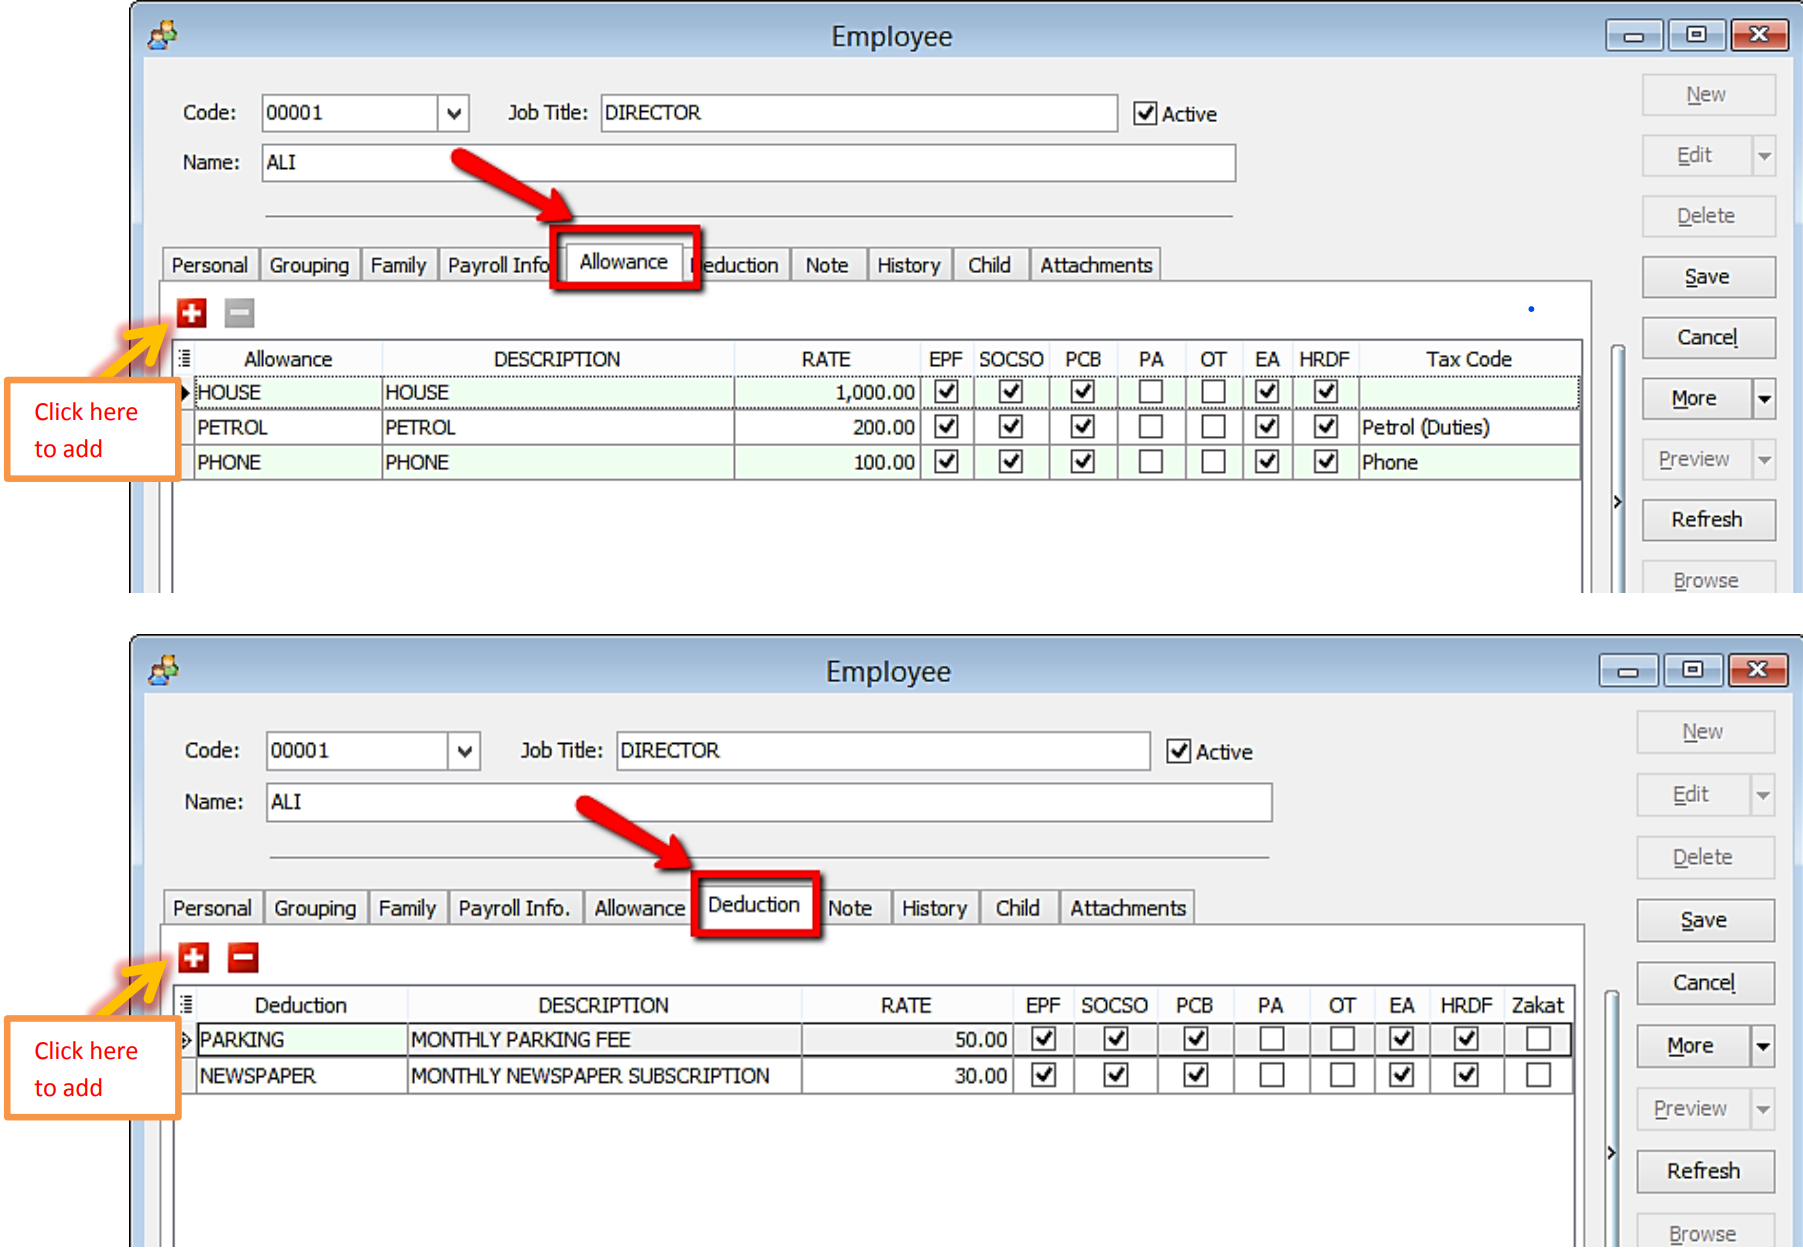 Employee
Code: 00001 Job Title: DIRECTOR Active
Name: ALI
Personal Grouping Family Payroll Info Allowance eduction Note History Child Attachments
Allowance DESCRIPTION RATE EPF SOCSO PCB PA OT EA HRDF Tax Code
HOUSE HOUSE 1,000.00
PETROL PETROL 200.00 Petrol (Duties)
PHONE PHONE 100.00 Phone
Click here
to add
New
Edit
Delete
Save
Cancel
More
Preview
Refresh
Browse
Employee
Code: 00001 Job Title: DIRECTOR Active
Name: ALI
Personal Grouping Family Payroll Info. Allowance Deduction Note History Child Attachments
Deduction DESCRIPTION RATE EPF SOCSO PCB PA OT EA HRDF Zakat
PARKING MONTHLY PARKING FEE 50.00
NEWSPAPER MONTHLY NEWSPAPER SUBSCRIPTION 30.00
Click here
to add
New
Edit
Delete
Save
Cancel
More
Preview
Refresh
Browse